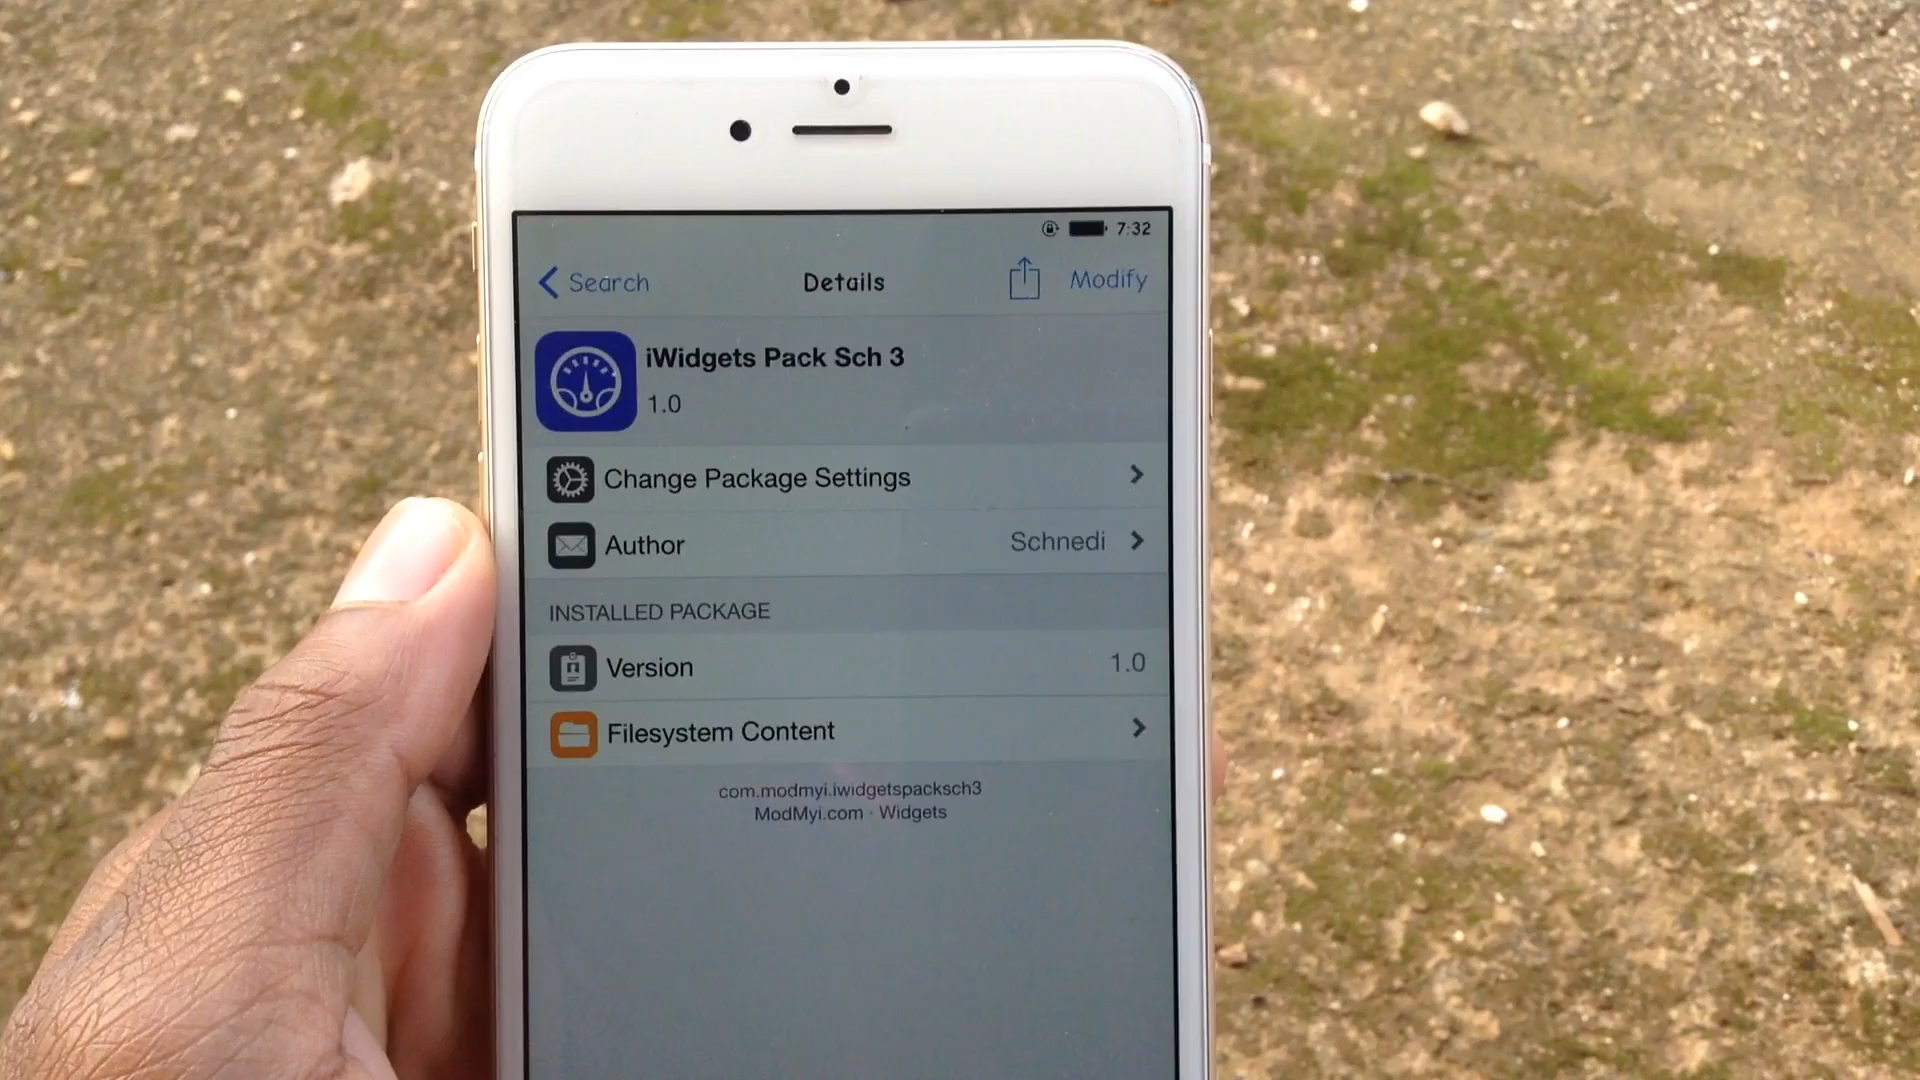 7:32
Search Details Modify
iWidgets Pack Sch 3
1.0
Change Package Settings
Author Schnedi
INSTALLED PACKAGE
Version 1.0
Filesystem Content
com.modmyi.iwidgetspacksch3
ModMyi.com · Widgets